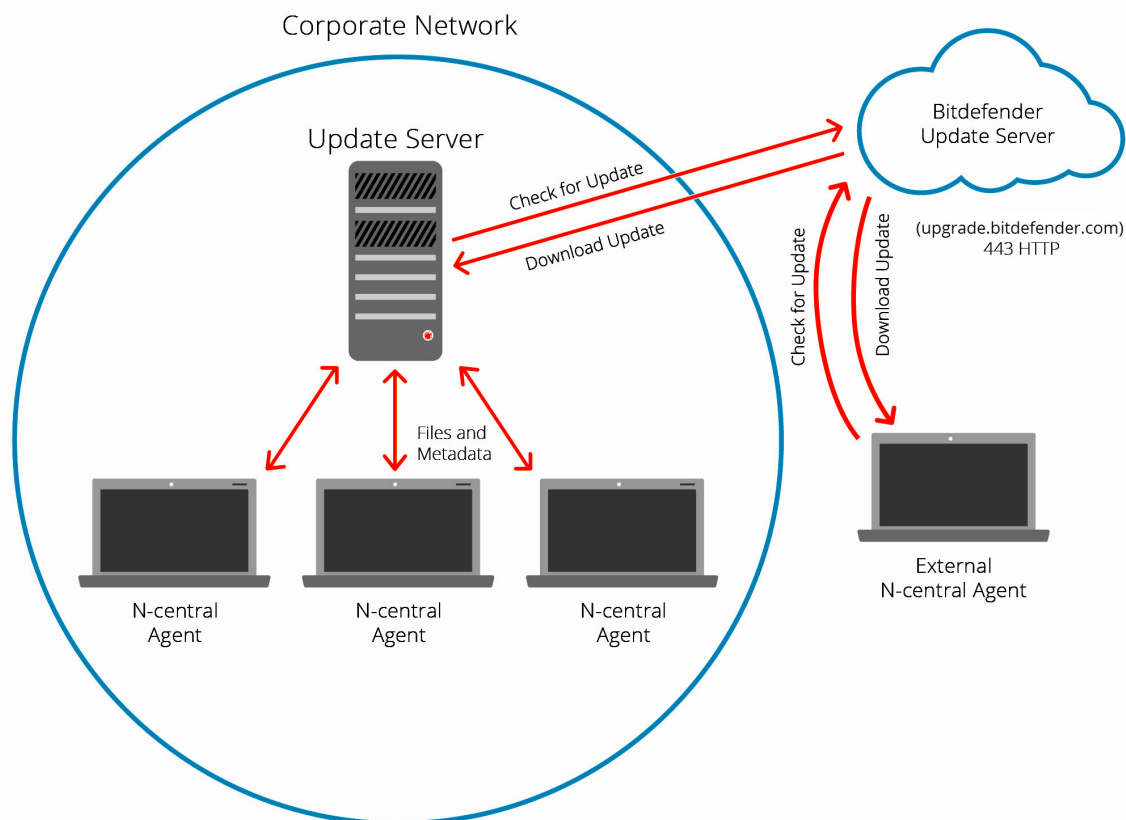 Corporate Network
Update Server
Bitdefender
Update Server
(upgrade.bitdefender.com)
443 HTTP
Check for Update
Download Update
Check for Update
Download Update
Files and
Metadata
N-central
Agent
N-central
Agent
N-central
Agent
External
N-central Agent